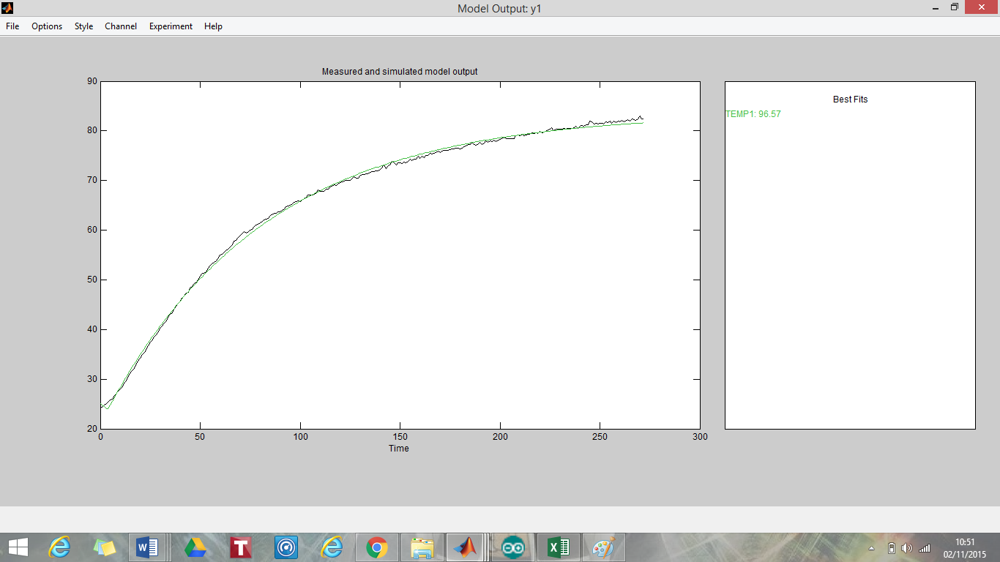 Model Output: y1
File Options Style Channel Experiment Help
Measured and simulated model output
90
80
70
60
50
40
30
20
0 50 100 150 200 250 300
Time
Best Fits
TEMP1: 96.57
W
T
X
10:51
02/11/2015